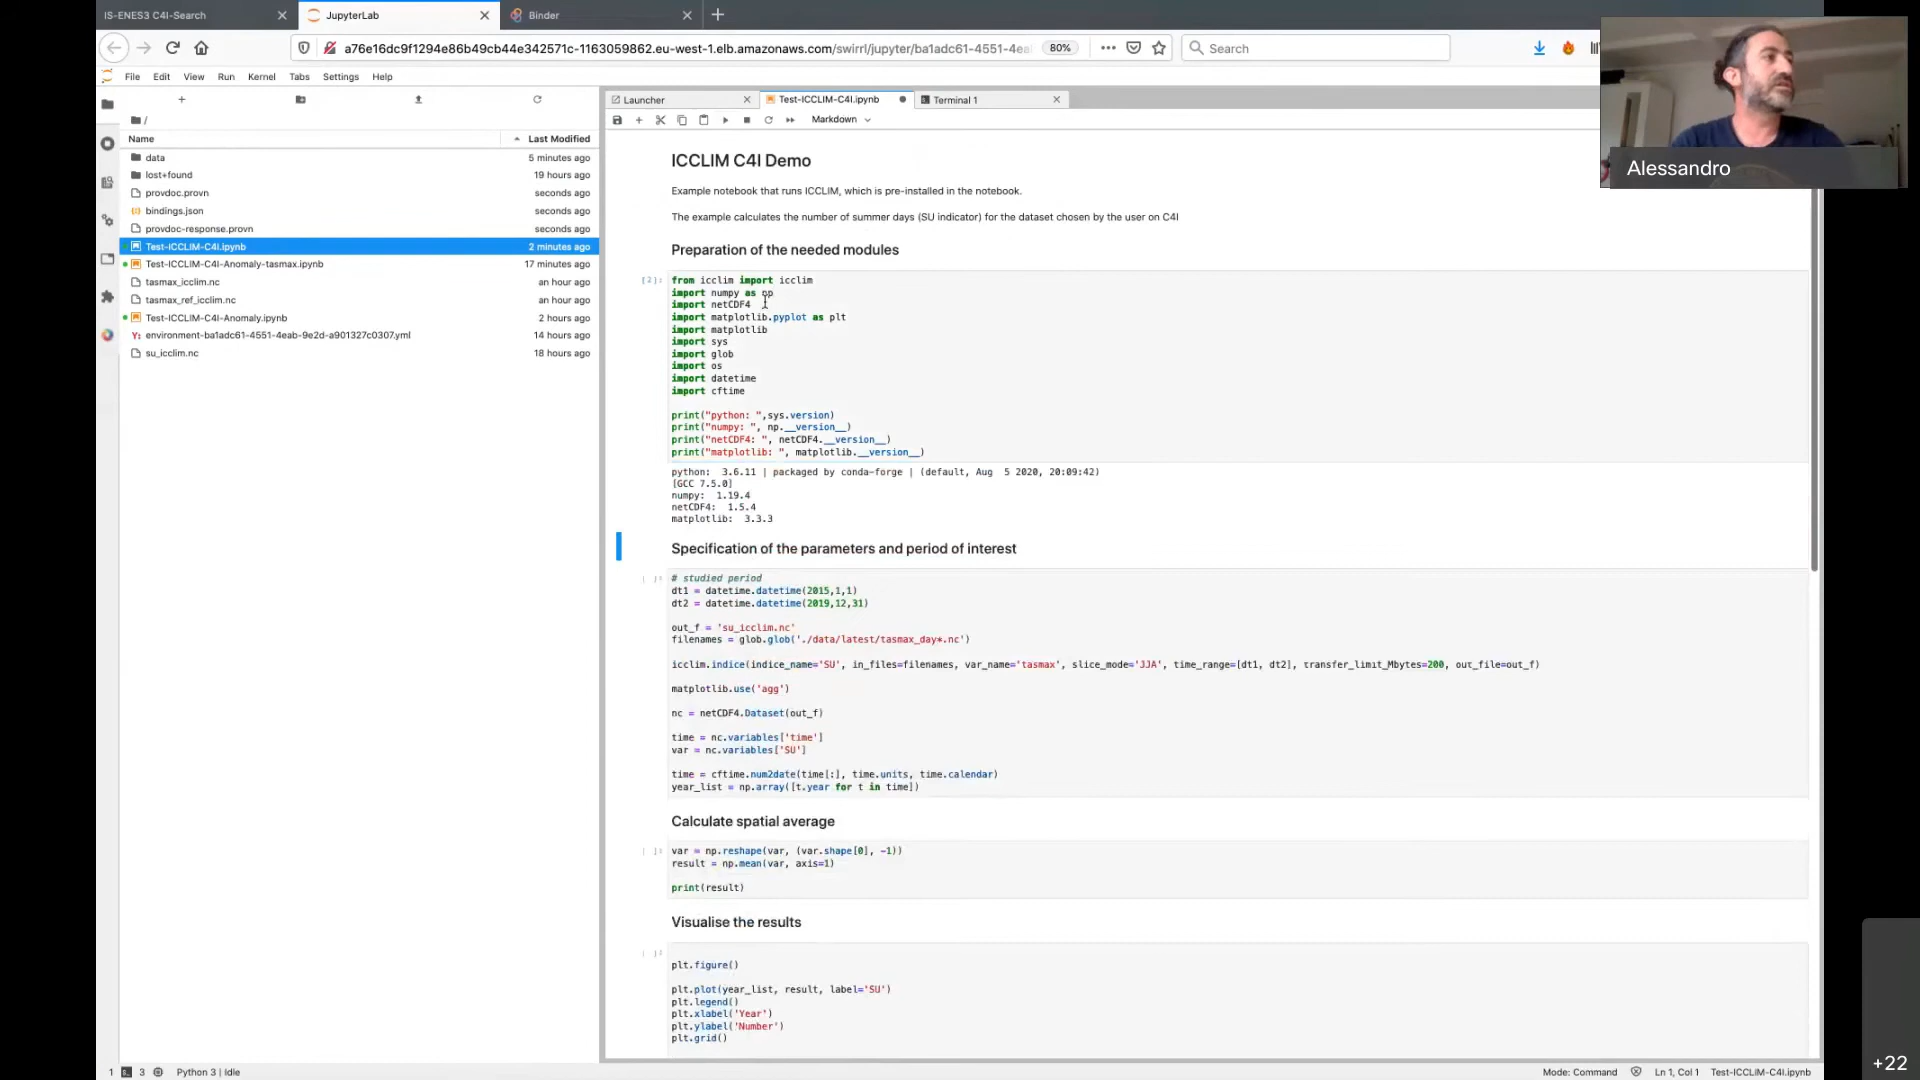 IS-ENES3 C4I-Search
JupyterLab
Binder
a76e16dc9f1294e86b49cb44e342571c-1163059862.eu-west-1.elb.amazonaws.com/swirrl/jupyter/ba1adc61-4551-4ea
80%
Search
File Edit View Run Kernel Tabs Settings Help
Name
Last Modified
data 5 minutes ago
lost+found 19 hours ago
provdoc.provn seconds ago
bindings.json seconds ago
provdoc-response.provn seconds ago
Test-ICCLIM-C4I.ipynb 2 minutes ago
Test-ICCLIM-C4I-Anomaly-tasmax.ipynb 17 minutes ago
tasmax_icclim.nc an hour ago
tasmax_ref_icclim.nc an hour ago
Test-ICCLIM-C4I-Anomaly.ipynb 2 hours ago
Y: environment-ba1adc61-4551-4eab-9e2d-a901327c0307.yml 14 hours ago
su_icclim.nc 18 hours ago
Launcher
Test-ICCLIM-C4I.ipynb
Terminal 1
Markdown
ICCLIM C4I Demo
Example notebook that runs ICCLIM, which is pre-installed in the notebook.
The example calculates the number of summer days (SU indicator) for the dataset chosen by the user on C4I
Preparation of the needed modules
[2]: from icclim import icclim
import numpy as np
import netCDF4
import matplotlib.pyplot as plt
import matplotlib
import sys
import glob
import os
import datetime
import cftime
print("python: ",sys.version)
print("numpy: ", np.__version__)
print("netCDF4: ", netCDF4.__version__)
print("matplotlib: ", matplotlib.__version__)
python:  3.6.11 | packaged by conda-forge | (default, Aug  5 2020, 20:09:42)
[GCC 7.5.0]
numpy:  1.19.4
netCDF4:  1.5.4
matplotlib:  3.3.3
Specification of the parameters and period of interest
[ ]: # studied period
dt1 = datetime.datetime(2015,1,1)
dt2 = datetime.datetime(2019,12,31)
out_f = 'su_icclim.nc'
filenames = glob.glob('./data/latest/tasmax_day*.nc')
icclim.indice(indice_name='SU', in_files=filenames, var_name='tasmax', slice_mode='JJA', time_range=[dt1, dt2], transfer_limit_Mbytes=200, out_file=out_f)
matplotlib.use('agg')
nc = netCDF4.Dataset(out_f)
time = nc.variables['time']
var = nc.variables['SU']
time = cftime.num2date(time[:], time.units, time.calendar)
year_list = np.array([t.year for t in time])
Calculate spatial average
[ ]: var = np.reshape(var, (var.shape[0], -1))
result = np.mean(var, axis=1)
print(result)
Visualise the results
[ ]:
plt.figure()
plt.plot(year_list, result, label='SU')
plt.legend()
plt.xlabel('Year')
plt.ylabel('Number')
plt.grid()
1 3 Python 3 | Idle
Mode: Command
Ln 1, Col 1
Test-ICCLIM-C4I.ipynb
Alessandro
+22